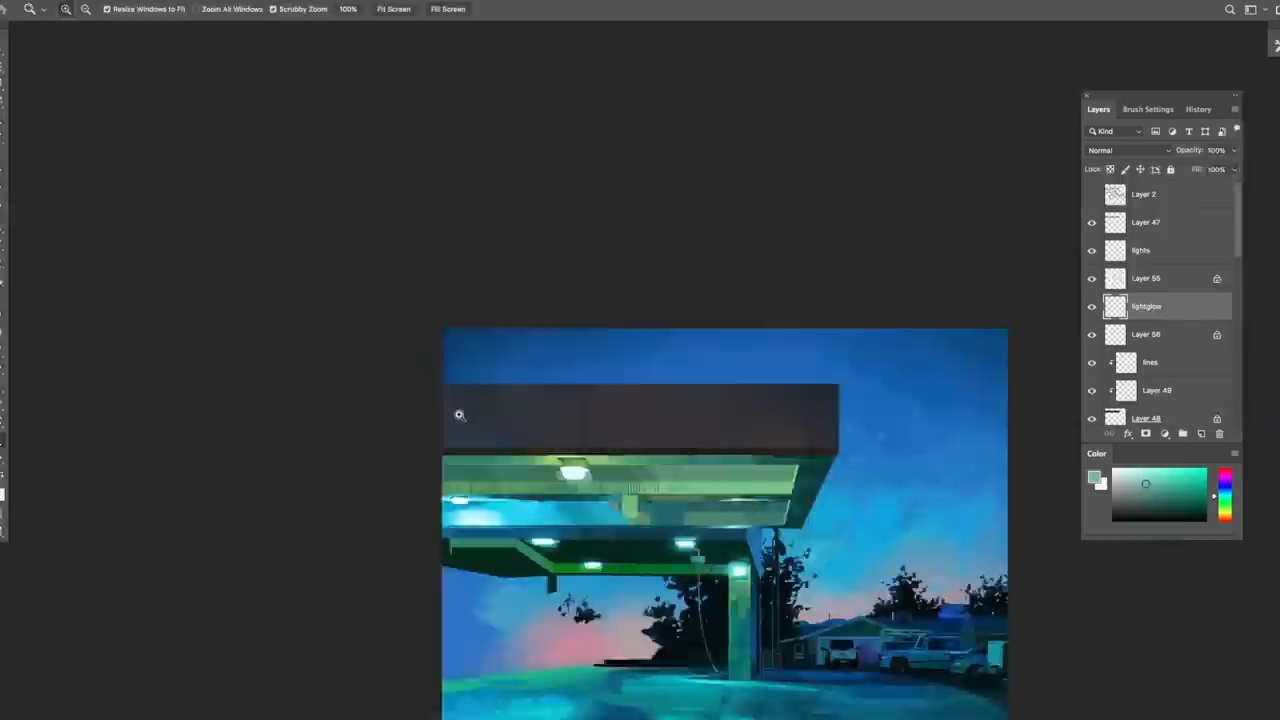 Resize Windows to Fit Zoom All Windows Scrubby Zoom 100% Fit Screen Fill Screen
Layers Brush Settings History
Kind
Normal Opacity: 100%
Lock: Fill: 100%
Layer 2
Layer 47
lights
Layer 55
lightglow
Layer 56
lines
Layer 49
Layer 48
fx
Color